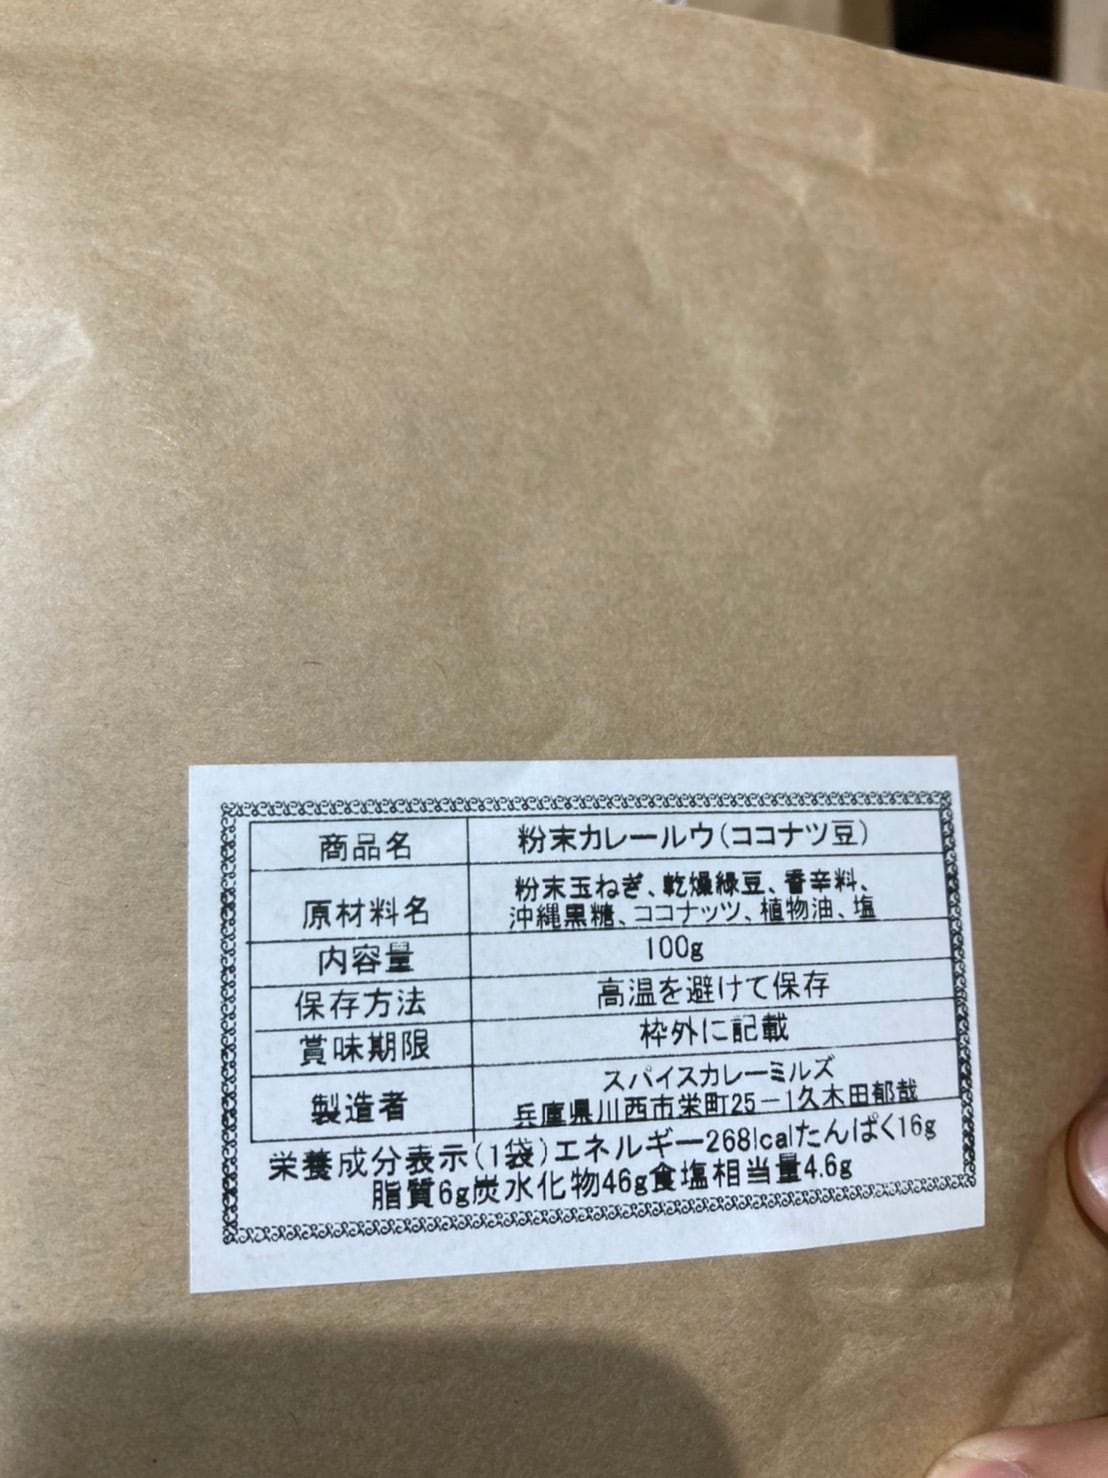 商品名 粉末カレールウ(ココナツ豆)
原材料名 粉末玉ねぎ、乾燥緑豆、香辛料、
沖縄黒糖、ココナッツ、植物油、塩
内容量 100g
保存方法 高温を避けて保存
賞味期限 枠外に記載
製造者 スパイスカレーミルズ
兵庫県川西市栄町25-1久木田郁哉
栄養成分表示(1袋)エネルギー268kcalたんぱく16g
脂質6g炭水化物46g食塩相当量4.6g